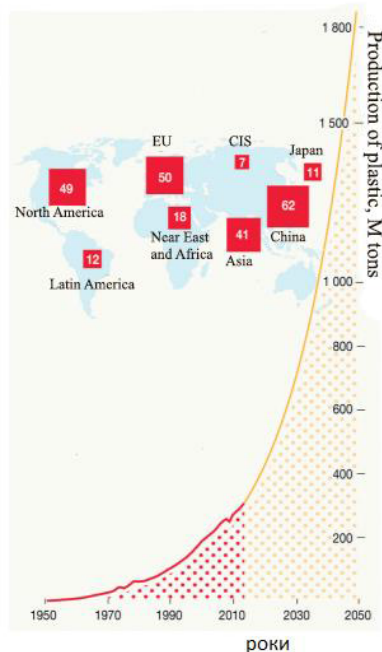 1 800
Production of plastic, M tons
1 500
EU
CIS
Japan
7
49
50
11
North America
18
62
Near East
and Africa
41
China
12
Asia
Latin America
1 000
800
600
400
200
1950
1970
1990
2010
2030
2050
роки